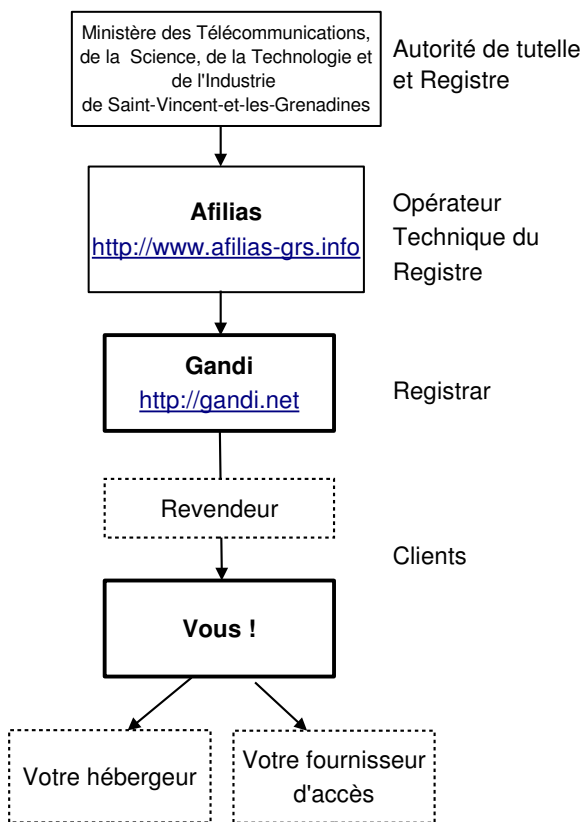 Ministère des Télécommunications,
de la Science, de la Technologie et
de l'Industrie
de Saint-Vincent-et-les-Grenadines
Autorité de tutelle
et Registre
Afilias
http://www.afilias-grs.info
Opérateur
Technique du
Registre
Gandi
http://gandi.net
Registrar
Revendeur
Clients
Vous !
Votre hébergeur
Votre fournisseur
d'accès